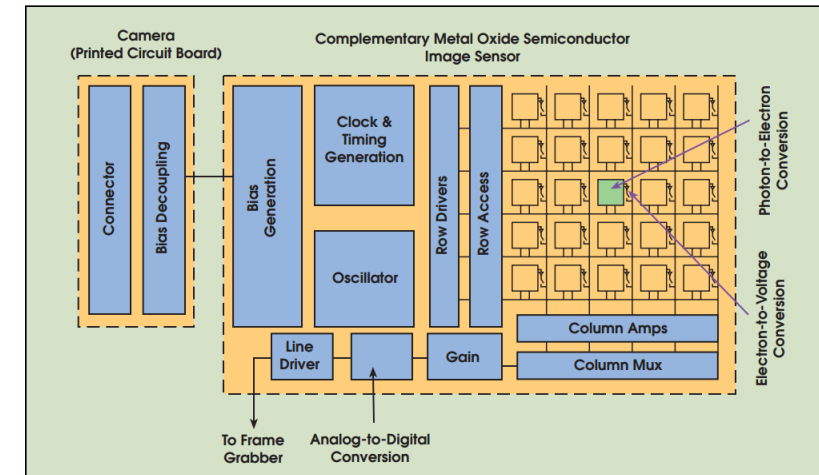 Camera
(Printed Circuit Board)
Complementary Metal Oxide Semiconductor
Image Sensor
Connector
Bias Decoupling
Bias
Generation
Clock &
Timing
Generation
Oscillator
Row Drivers
Row Access
Photon-to-Electron
Conversion
Electron-to-Voltage
Conversion
Column Amps
Column Mux
Line
Driver
Gain
To Frame
Grabber
Analog-to-Digital
Conversion